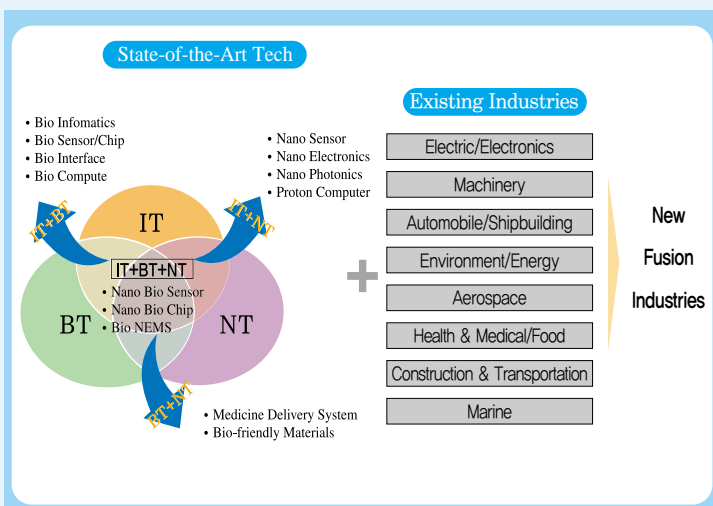 State-of-the-Art Tech
Existing Industries
• Bio Infomatics
• Bio Sensor/Chip
• Bio Interface
• Bio Compute
• Nano Sensor
• Nano Electronics
• Nano Photonics
• Proton Computer
IT+BT
IT+NT
IT
IT+BT+NT
• Nano Bio Sensor
• Nano Bio Chip
• Bio NEMS
BT
NT
BT+NT
• Medicine Delivery System
• Bio-friendly Materials
+
Electric/Electronics
Machinery
Automobile/Shipbuilding
Environment/Energy
Aerospace
Health & Medical/Food
Construction & Transportation
Marine
New
Fusion
Industries